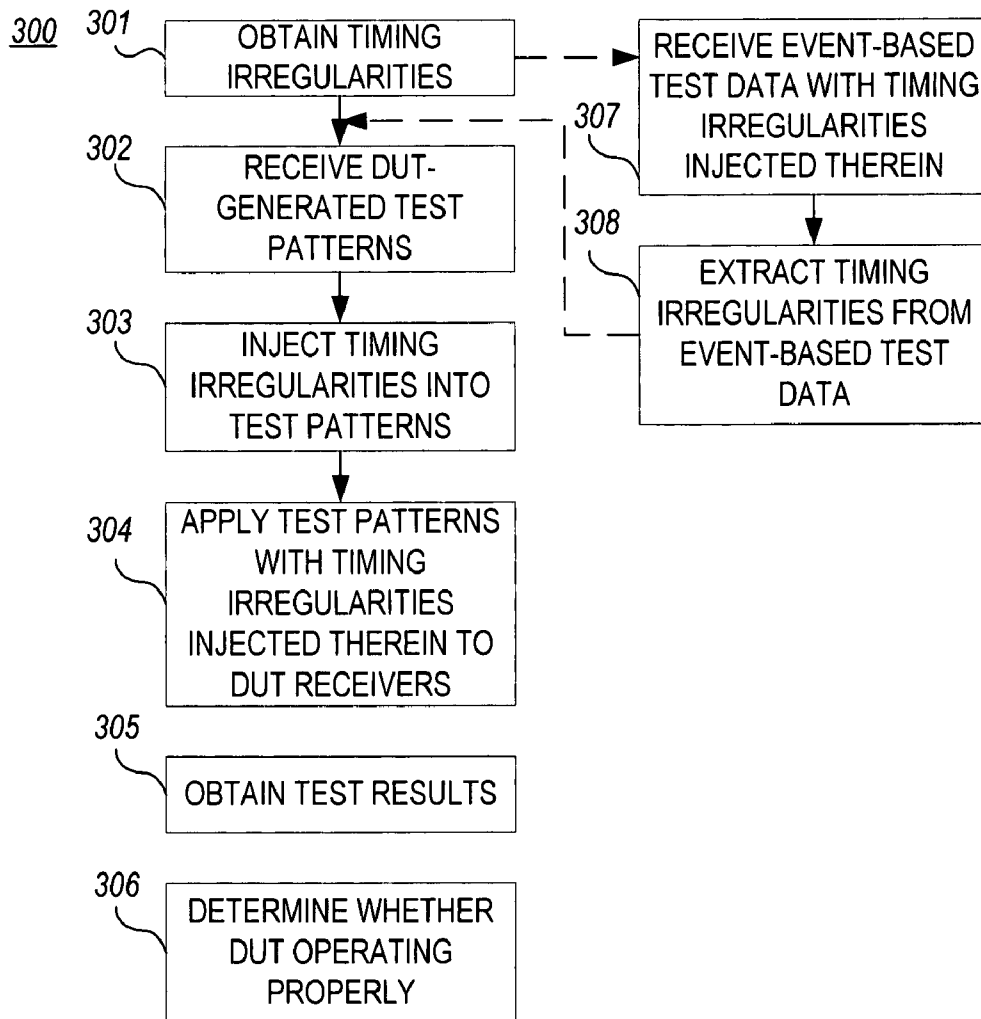 300
301
OBTAIN TIMING
IRREGULARITIES
302
RECEIVE DUT-
GENERATED TEST
PATTERNS
303
INJECT TIMING
IRREGULARITIES INTO
TEST PATTERNS
304
APPLY TEST PATTERNS
WITH TIMING
IRREGULARITIES
INJECTED THEREIN TO
DUT RECEIVERS
305
OBTAIN TEST RESULTS
306
DETERMINE WHETHER
DUT OPERATING
PROPERLY
RECEIVE EVENT-BASED
TEST DATA WITH TIMING
307
IRREGULARITIES
INJECTED THEREIN
308
EXTRACT TIMING
IRREGULARITIES FROM
EVENT-BASED TEST
DATA